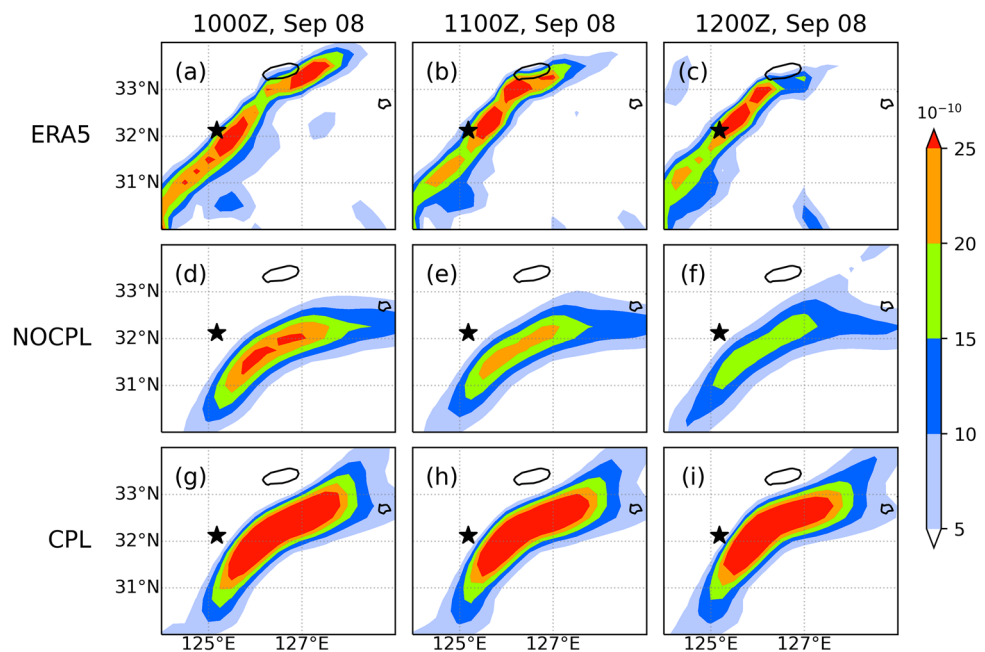 1000Z, Sep 08 1100Z, Sep 08 1200Z, Sep 08
ERA5 (a) (b) (c)
33°N
32°N
31°N
NOCPL (d) (e) (f)
33°N
32°N
31°N
CPL (g) (h) (i)
33°N
32°N
31°N
125°E 127°E 125°E 127°E 125°E 127°E
10⁻¹⁰
25
20
15
10
5